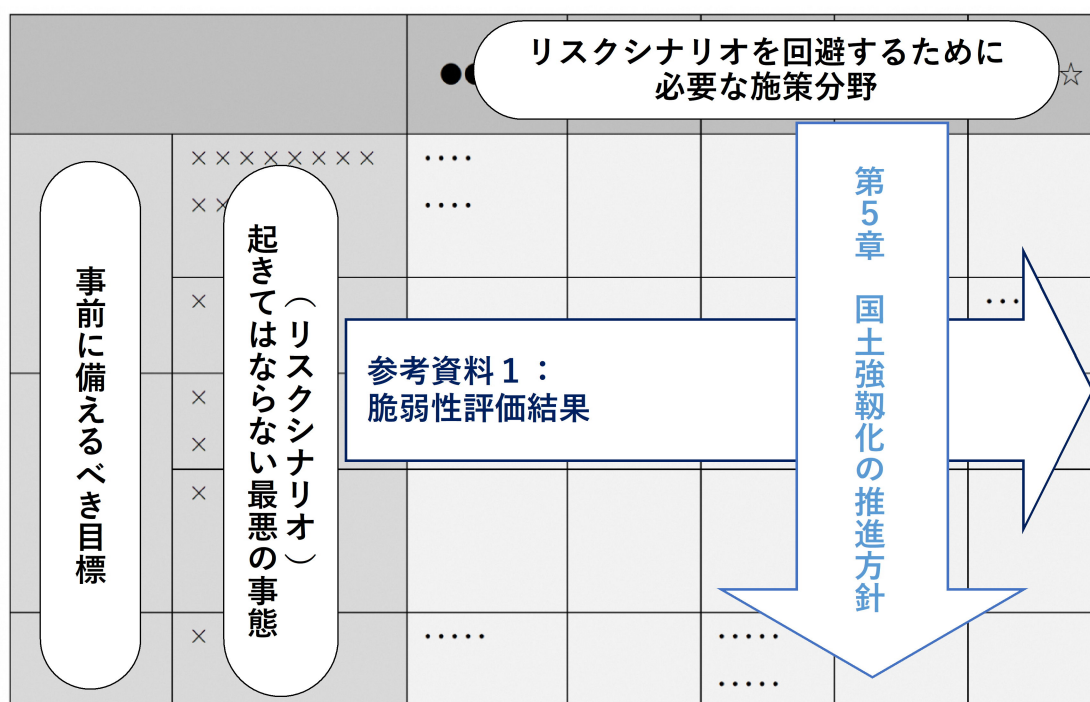 リスクシナリオを回避するために
必要な施策分野
●●
☆
××××××××
・・・・
××
・・・・
×
・・・
×
×
×
×
・・・・・
・・・・・
・・・・・
事前に備えるべき目標
（リスクシナリオ）
起きてはならない最悪の事態
参考資料１：
脆弱性評価結果
第5章　国土強靱化の推進方針